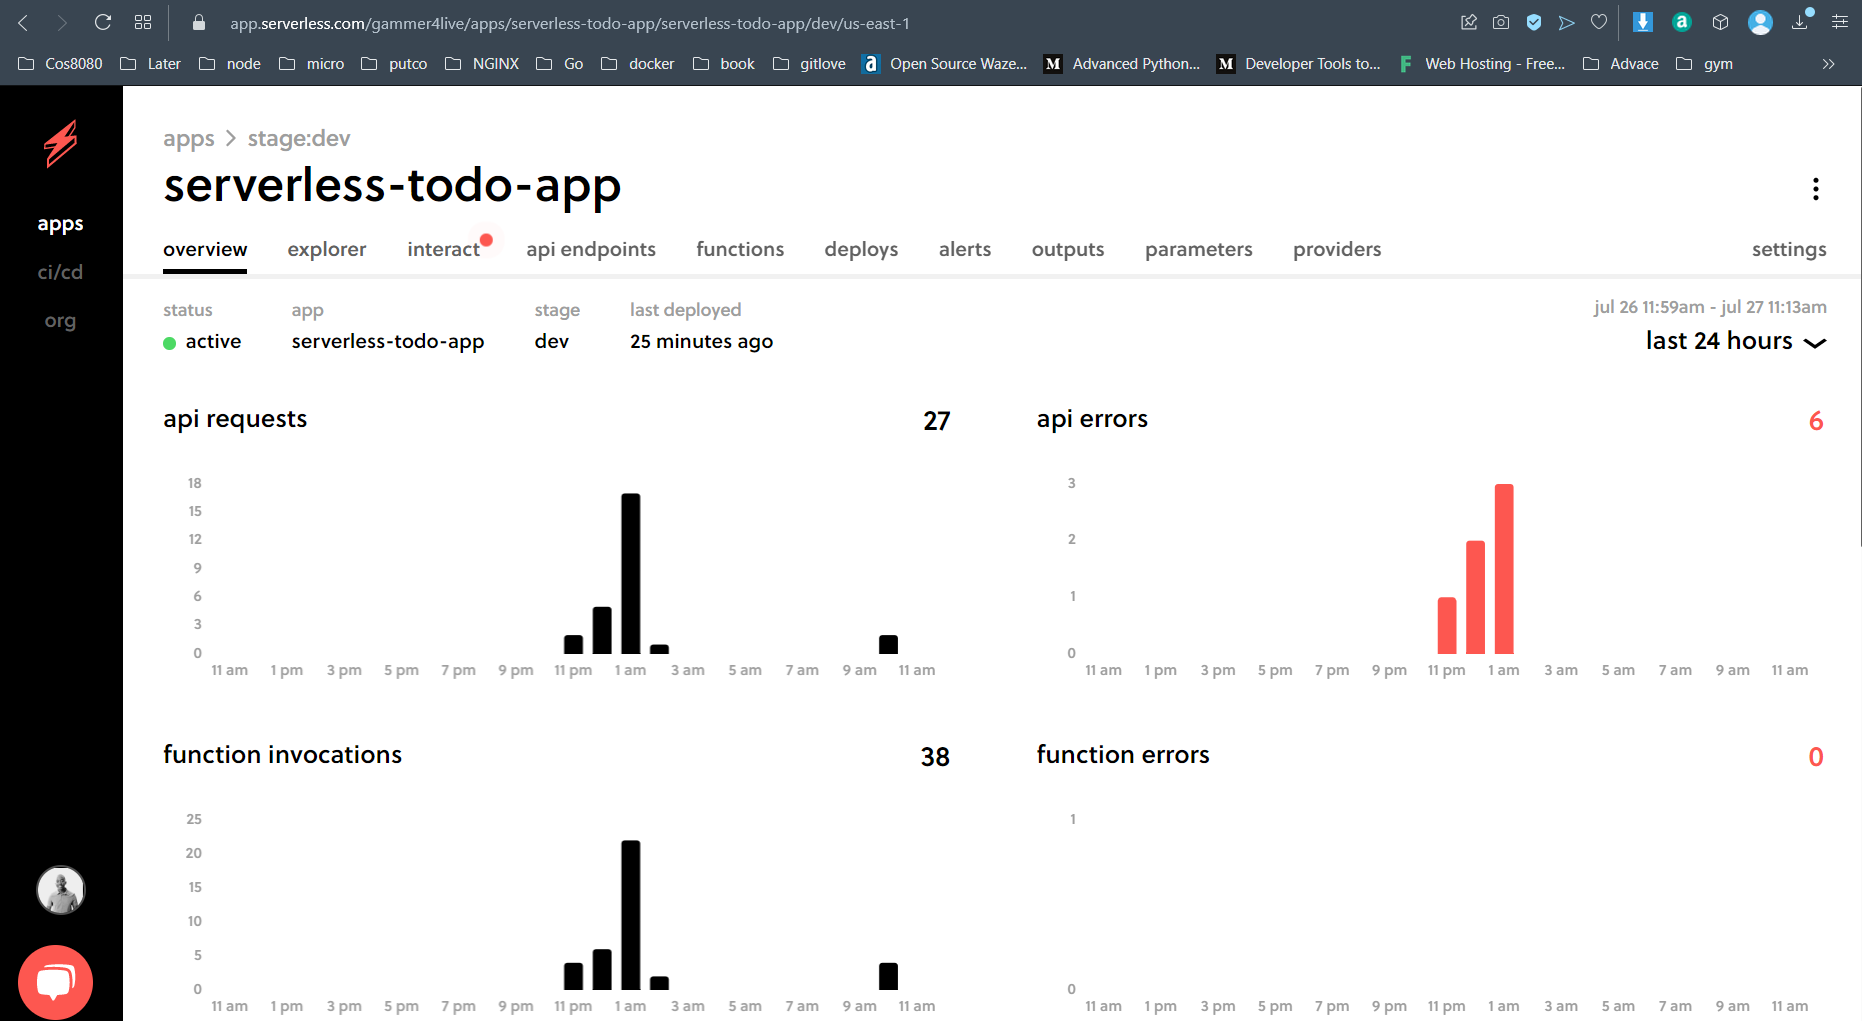 app.serverless.com/gammer4live/apps/serverless-todo-app/serverless-todo-app/dev/us-east-1
Cos8080 Later node micro putco NGINX Go docker book gitlove Open Source Waze... Advanced Python... Developer Tools to... Web Hosting - Free... Advace gym
apps > stage:dev
serverless-todo-app
apps
ci/cd
org
overview explorer interact api endpoints functions deploys alerts outputs parameters providers settings
status app stage last deployed jul 26 11:59am - jul 27 11:13am
active serverless-todo-app dev 25 minutes ago last 24 hours
api requests 27
18
15
12
9
6
3
0
11 am 1 pm 3 pm 5 pm 7 pm 9 pm 11 pm 1 am 3 am 5 am 7 am 9 am 11 am
api errors 6
3
2
1
0
11 am 1 pm 3 pm 5 pm 7 pm 9 pm 11 pm 1 am 3 am 5 am 7 am 9 am 11 am
function invocations 38
25
20
15
10
5
0
11 am 1 pm 3 pm 5 pm 7 pm 9 pm 11 pm 1 am 3 am 5 am 7 am 9 am 11 am
function errors 0
1
0
11 am 1 pm 3 pm 5 pm 7 pm 9 pm 11 pm 1 am 3 am 5 am 7 am 9 am 11 am